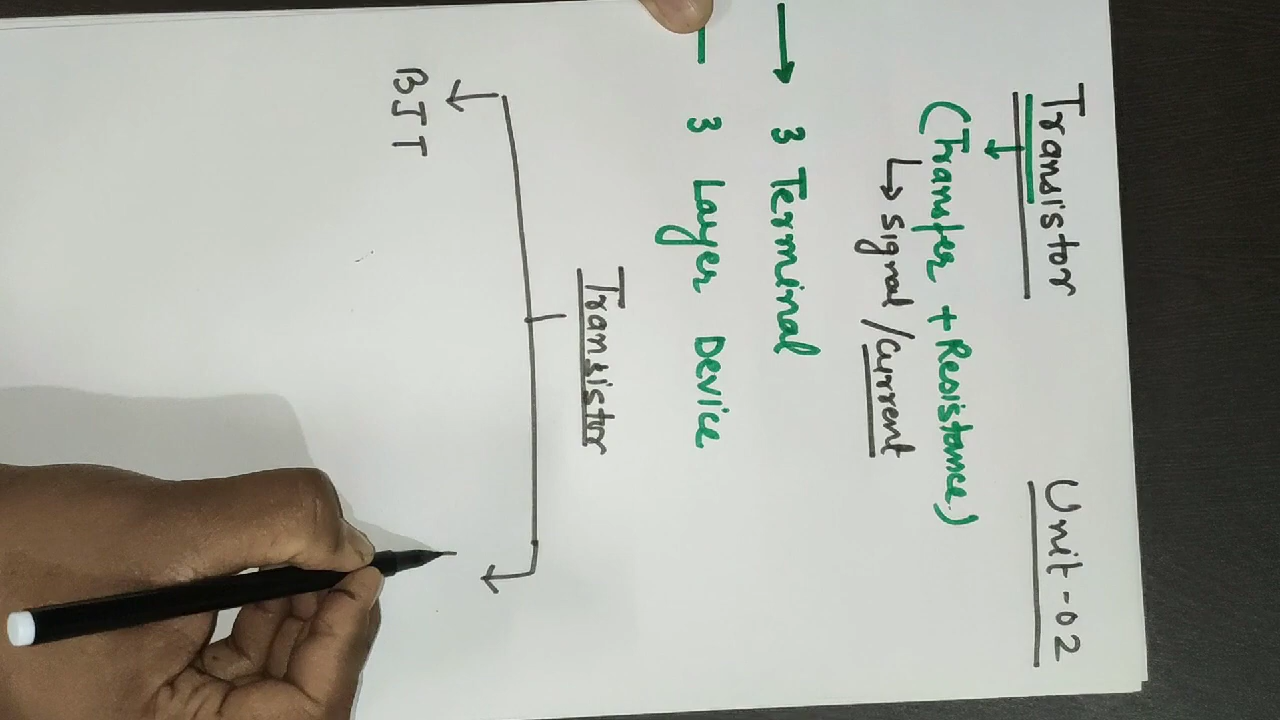 Transistor Unit-02
(Transfer + Resistance)
↳ signal / current
→ 3 Terminal
— 3 Layer Device
Transistor
BJT